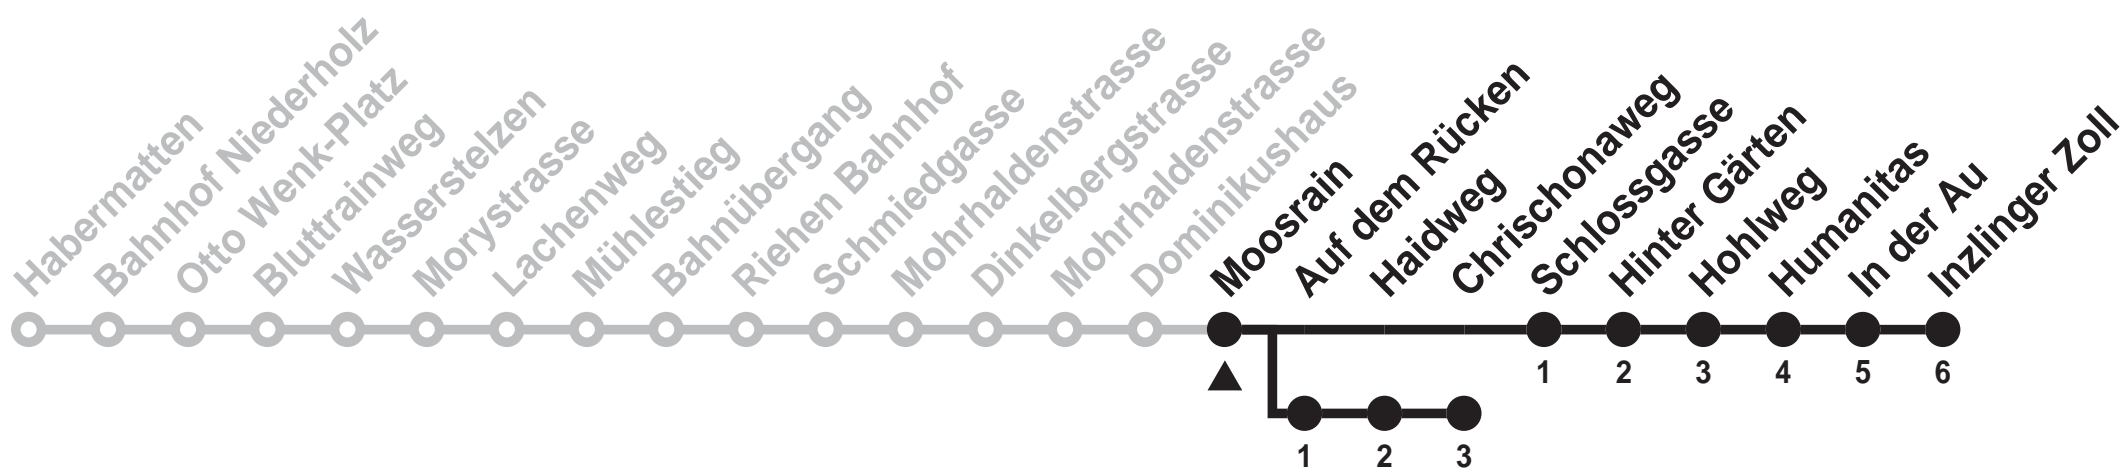 Habermatten
Bahnhof Niederholz
Otto Wenk-Platz
Bluttrainweg
Wasserstelzen
Morystrasse
Lachenweg
Mühlestieg
Bahnübergang
Riehen Bahnhof
Schmiedgasse
Mohrhaldenstrasse
Dinkelbergstrasse
Mohrhaldenstrasse
Dominikushaus
Moosrain
Auf dem Rücken
Haidweg
Chrischonaweg
Schlossgasse
Hinter Gärten
Hohlweg
Humanitas
In der Au
Inzlinger Zoll
1 2 3 4 5 6
1 2 3